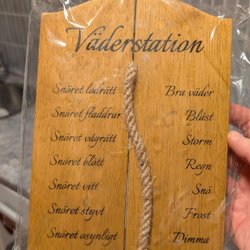 Väderstation
Snöret lodrätt Bra väder
Snöret fladdrar Blåst
Snöret vågrätt Storm
Snöret blött Regn
Snöret vitt Snö
Snöret styvt Frost
Snöret osynligt Dimma